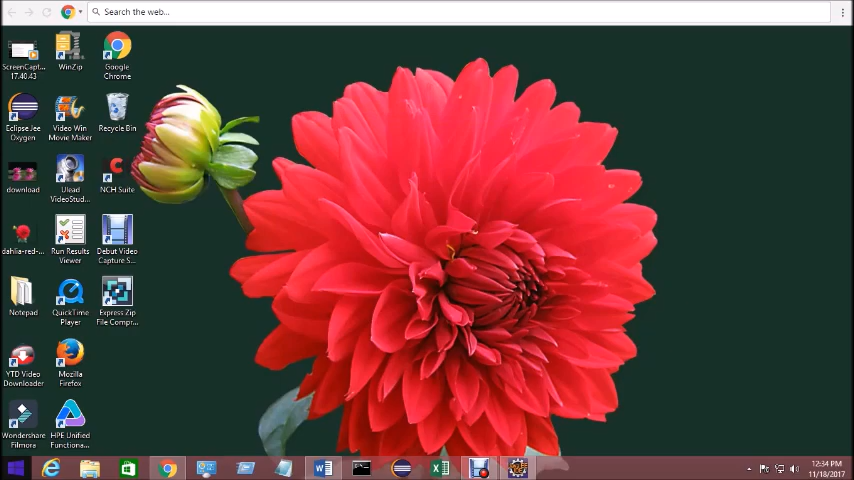 Search the web...
ScreenCapt...
17.40.43
WinZip
Google
Chrome
Eclipse Jee
Oxygen
Video Win
Movie Maker
Recycle Bin
download
Ulead
VideoStud...
NCH Suite
dahlia-red-...
Run Results
Viewer
Debut Video
Capture S...
Notepad
QuickTime
Player
Express Zip
File Compr...
YTD Video
Downloader
Mozilla
Firefox
Wondershare
Filmora
HPE Unified
Functiona...
12:34 PM
11/18/2017